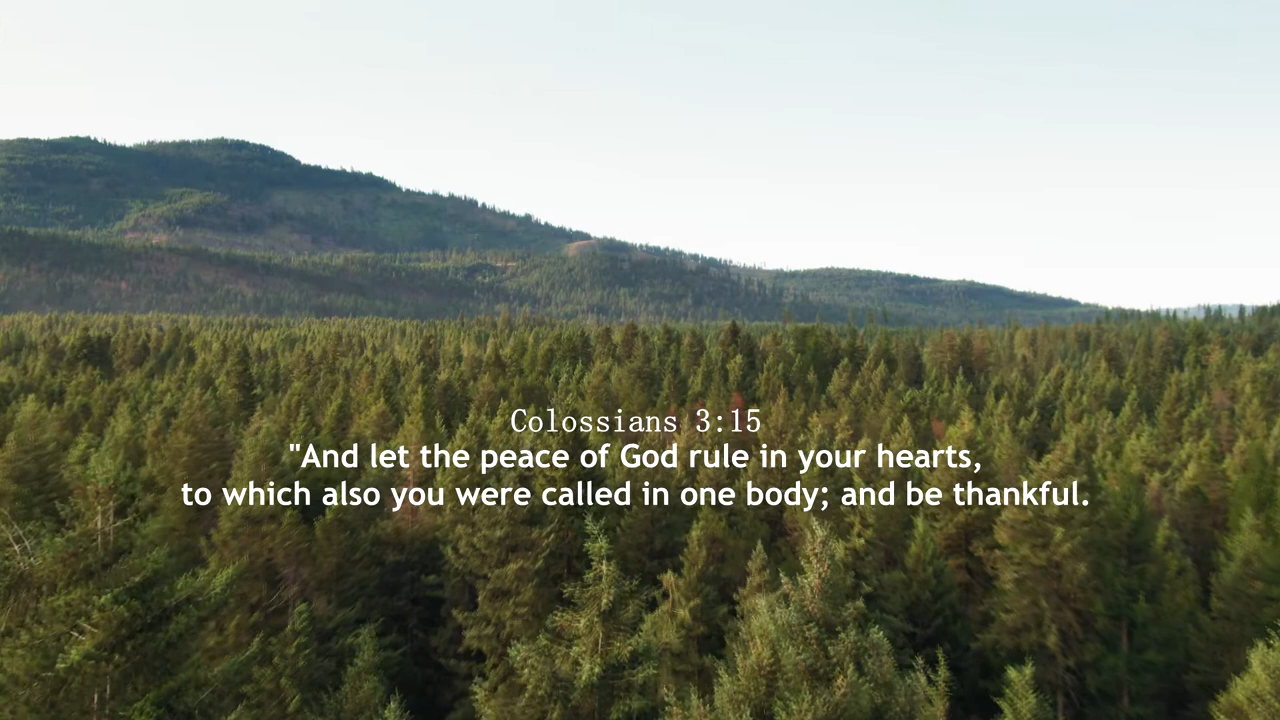 Colossians 3:15
"And let the peace of God rule in your hearts,
to which also you were called in one body; and be thankful.